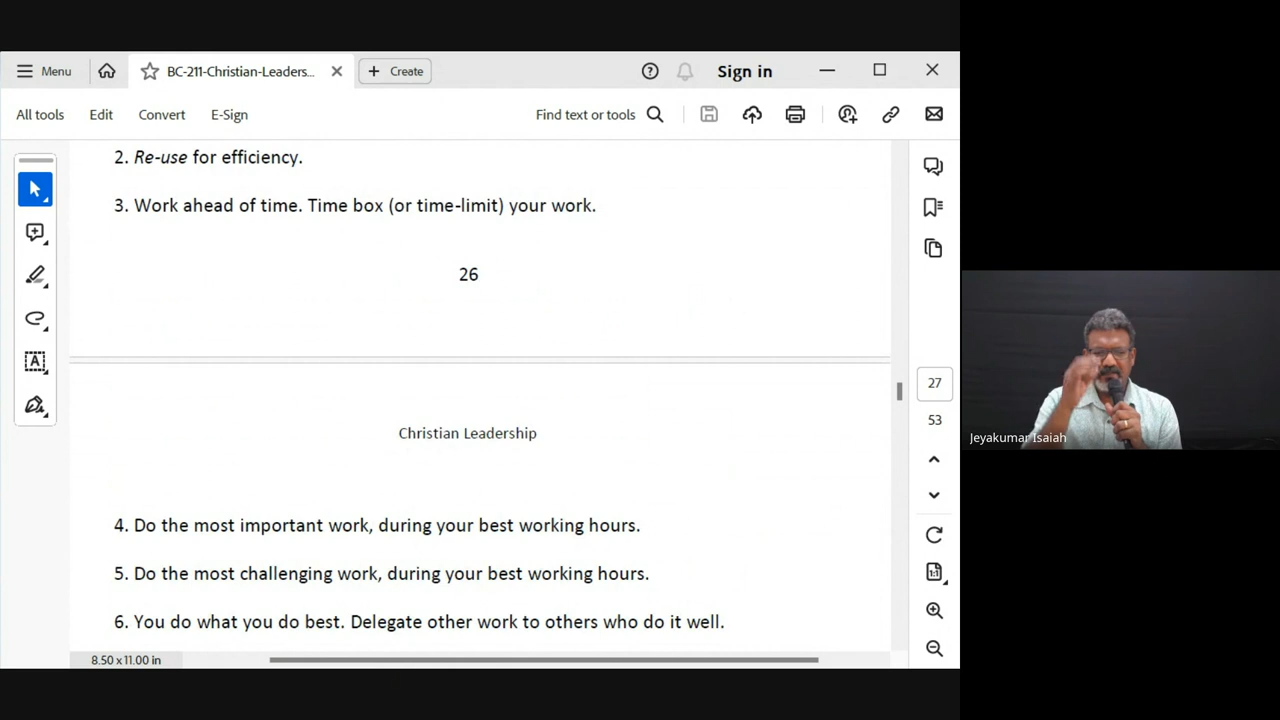 Menu
BC-211-Christian-Leaders...
Create
Sign in
All tools
Edit
Convert
E-Sign
Find text or tools
2. Re-use for efficiency.
3. Work ahead of time. Time box (or time-limit) your work.
26
Christian Leadership
4. Do the most important work, during your best working hours.
5. Do the most challenging work, during your best working hours.
6. You do what you do best. Delegate other work to others who do it well.
8.50 x 11.00 in
27
53
1:1
Jeyakumar Isaiah